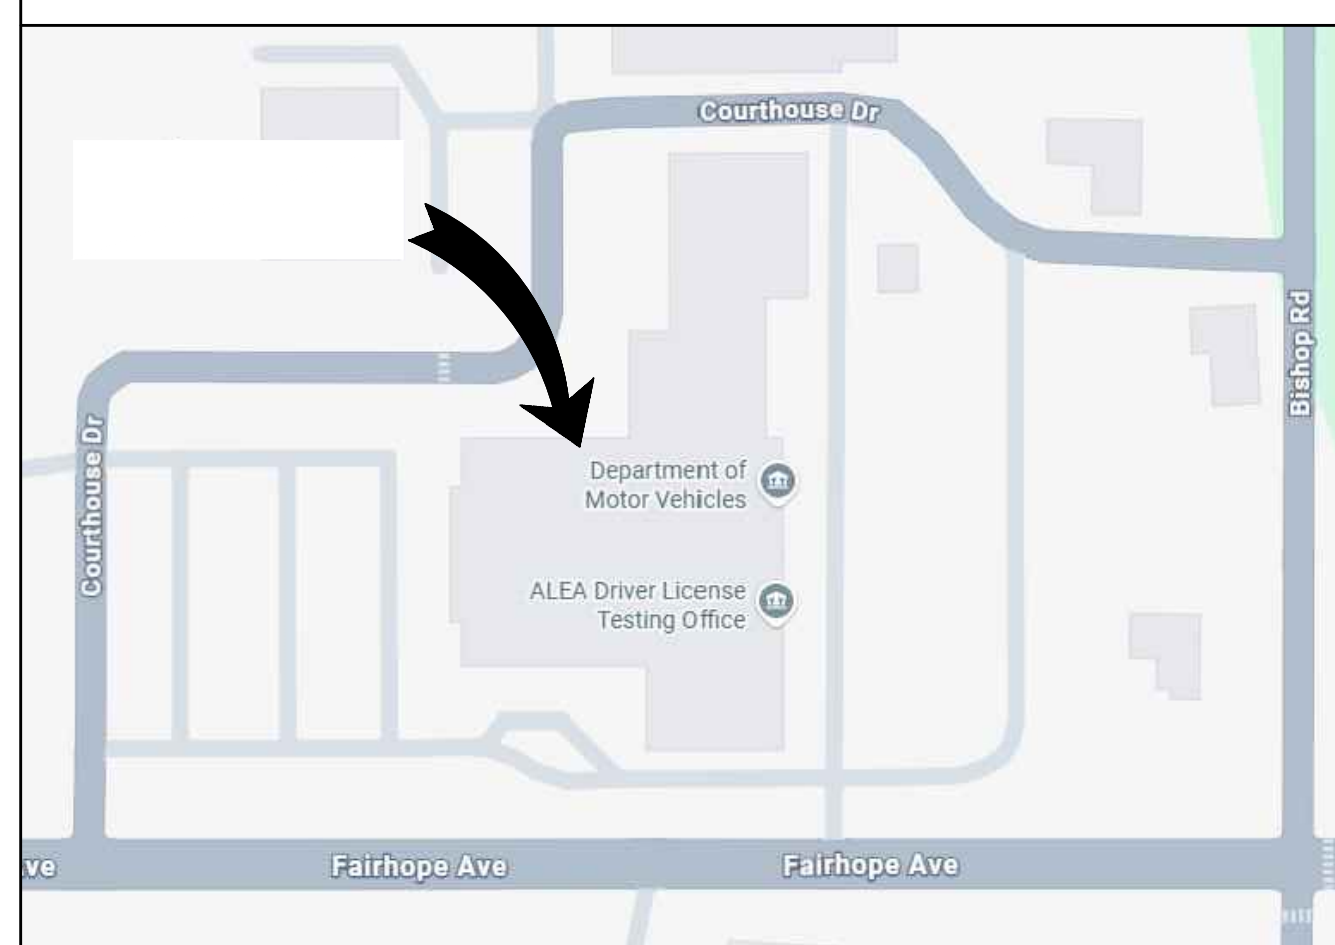 Courthouse Dr
Bishop Rd
Courthouse Dr
Department of
Motor Vehicles
ALEA Driver License
Testing Office
ve
Fairhope Ave
Fairhope Ave